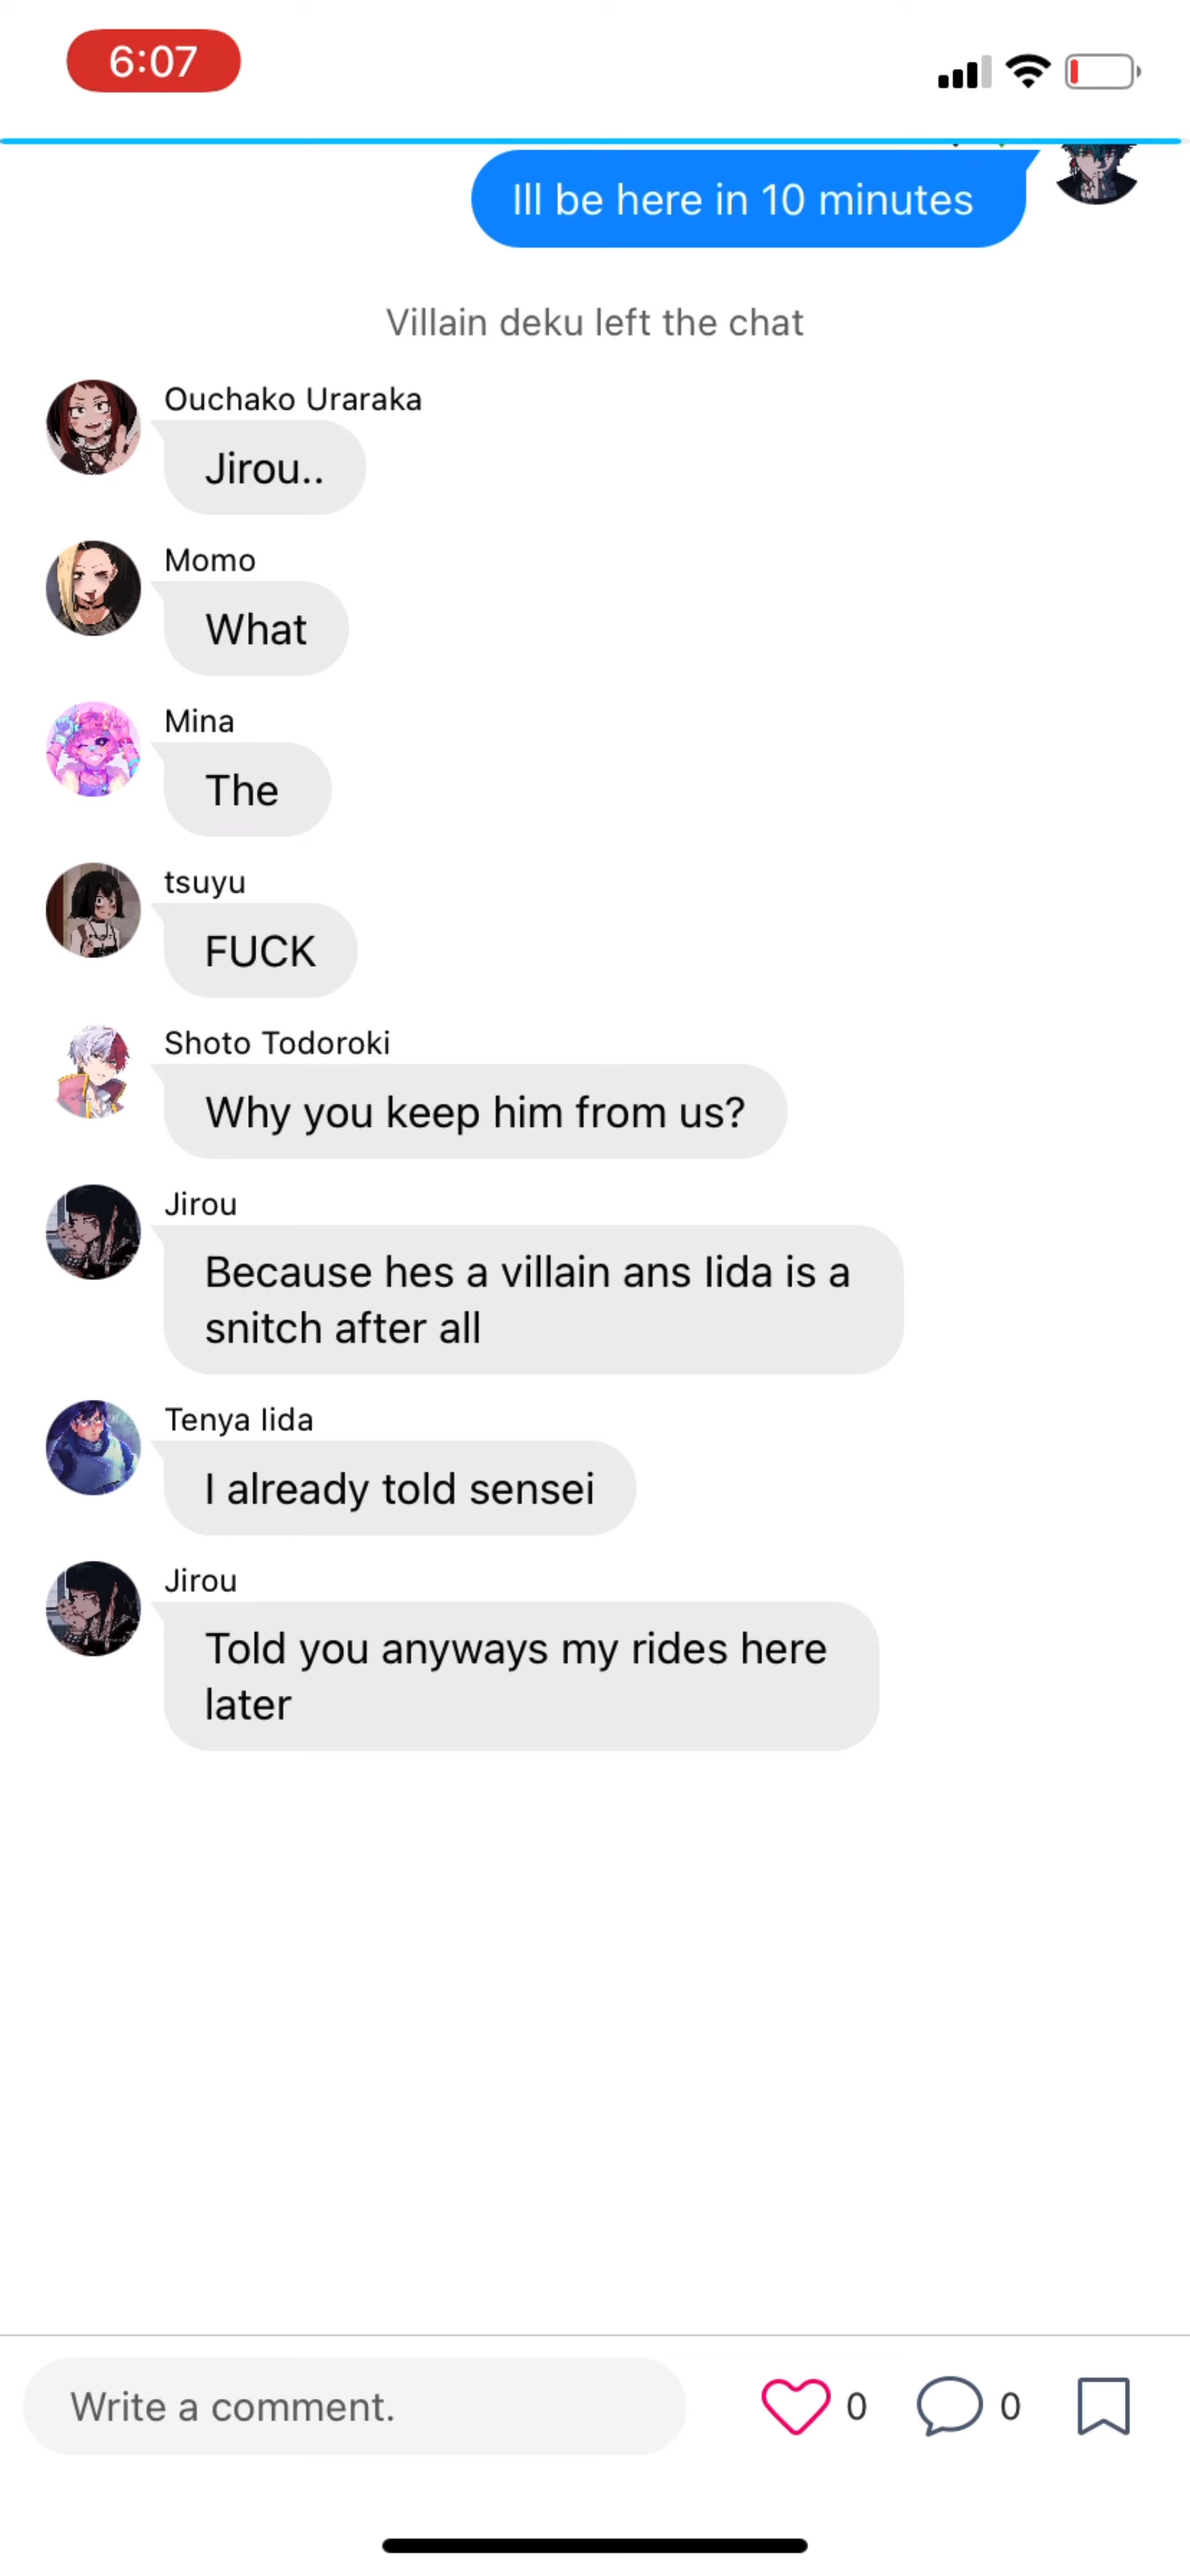 6:07
Ill be here in 10 minutes
Villain deku left the chat
Ouchako Uraraka
Jirou..
Momo
What
Mina
The
tsuyu
FUCK
Shoto Todoroki
Why you keep him from us?
Jirou
Because hes a villain ans Iida is a
snitch after all
Tenya Iida
I already told sensei
Jirou
Told you anyways my rides here
later
Write a comment.
0
0